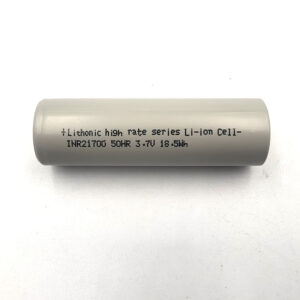 +Lithonic high rate series Li-ion Cell-
INR21700 50HR 3.7V 18.5Wh